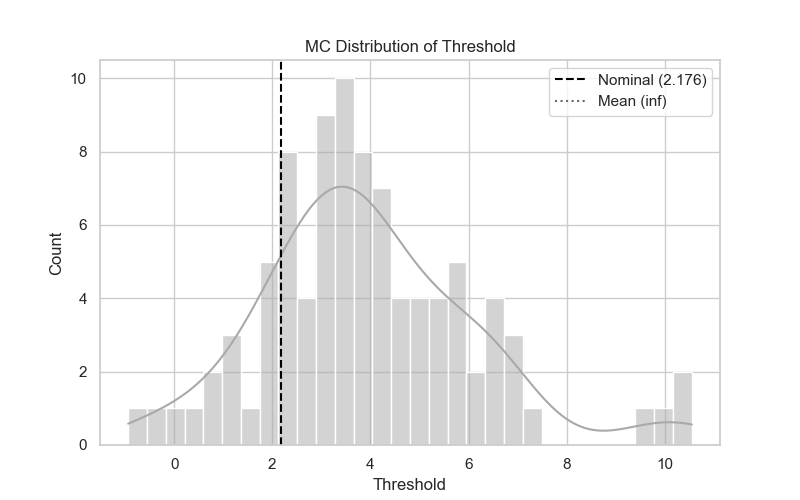 MC Distribution of Threshold
Nominal (2.176)
Mean (inf)
10
8
6
4
2
0
Count
0
2
4
6
8
10
Threshold